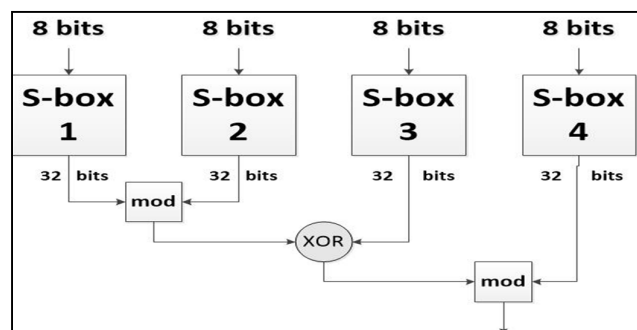 8 bits 8 bits 8 bits 8 bits
S-box 1 S-box 2 S-box 3 S-box 4
32 bits 32 bits 32 bits 32 bits
mod
XOR
mod